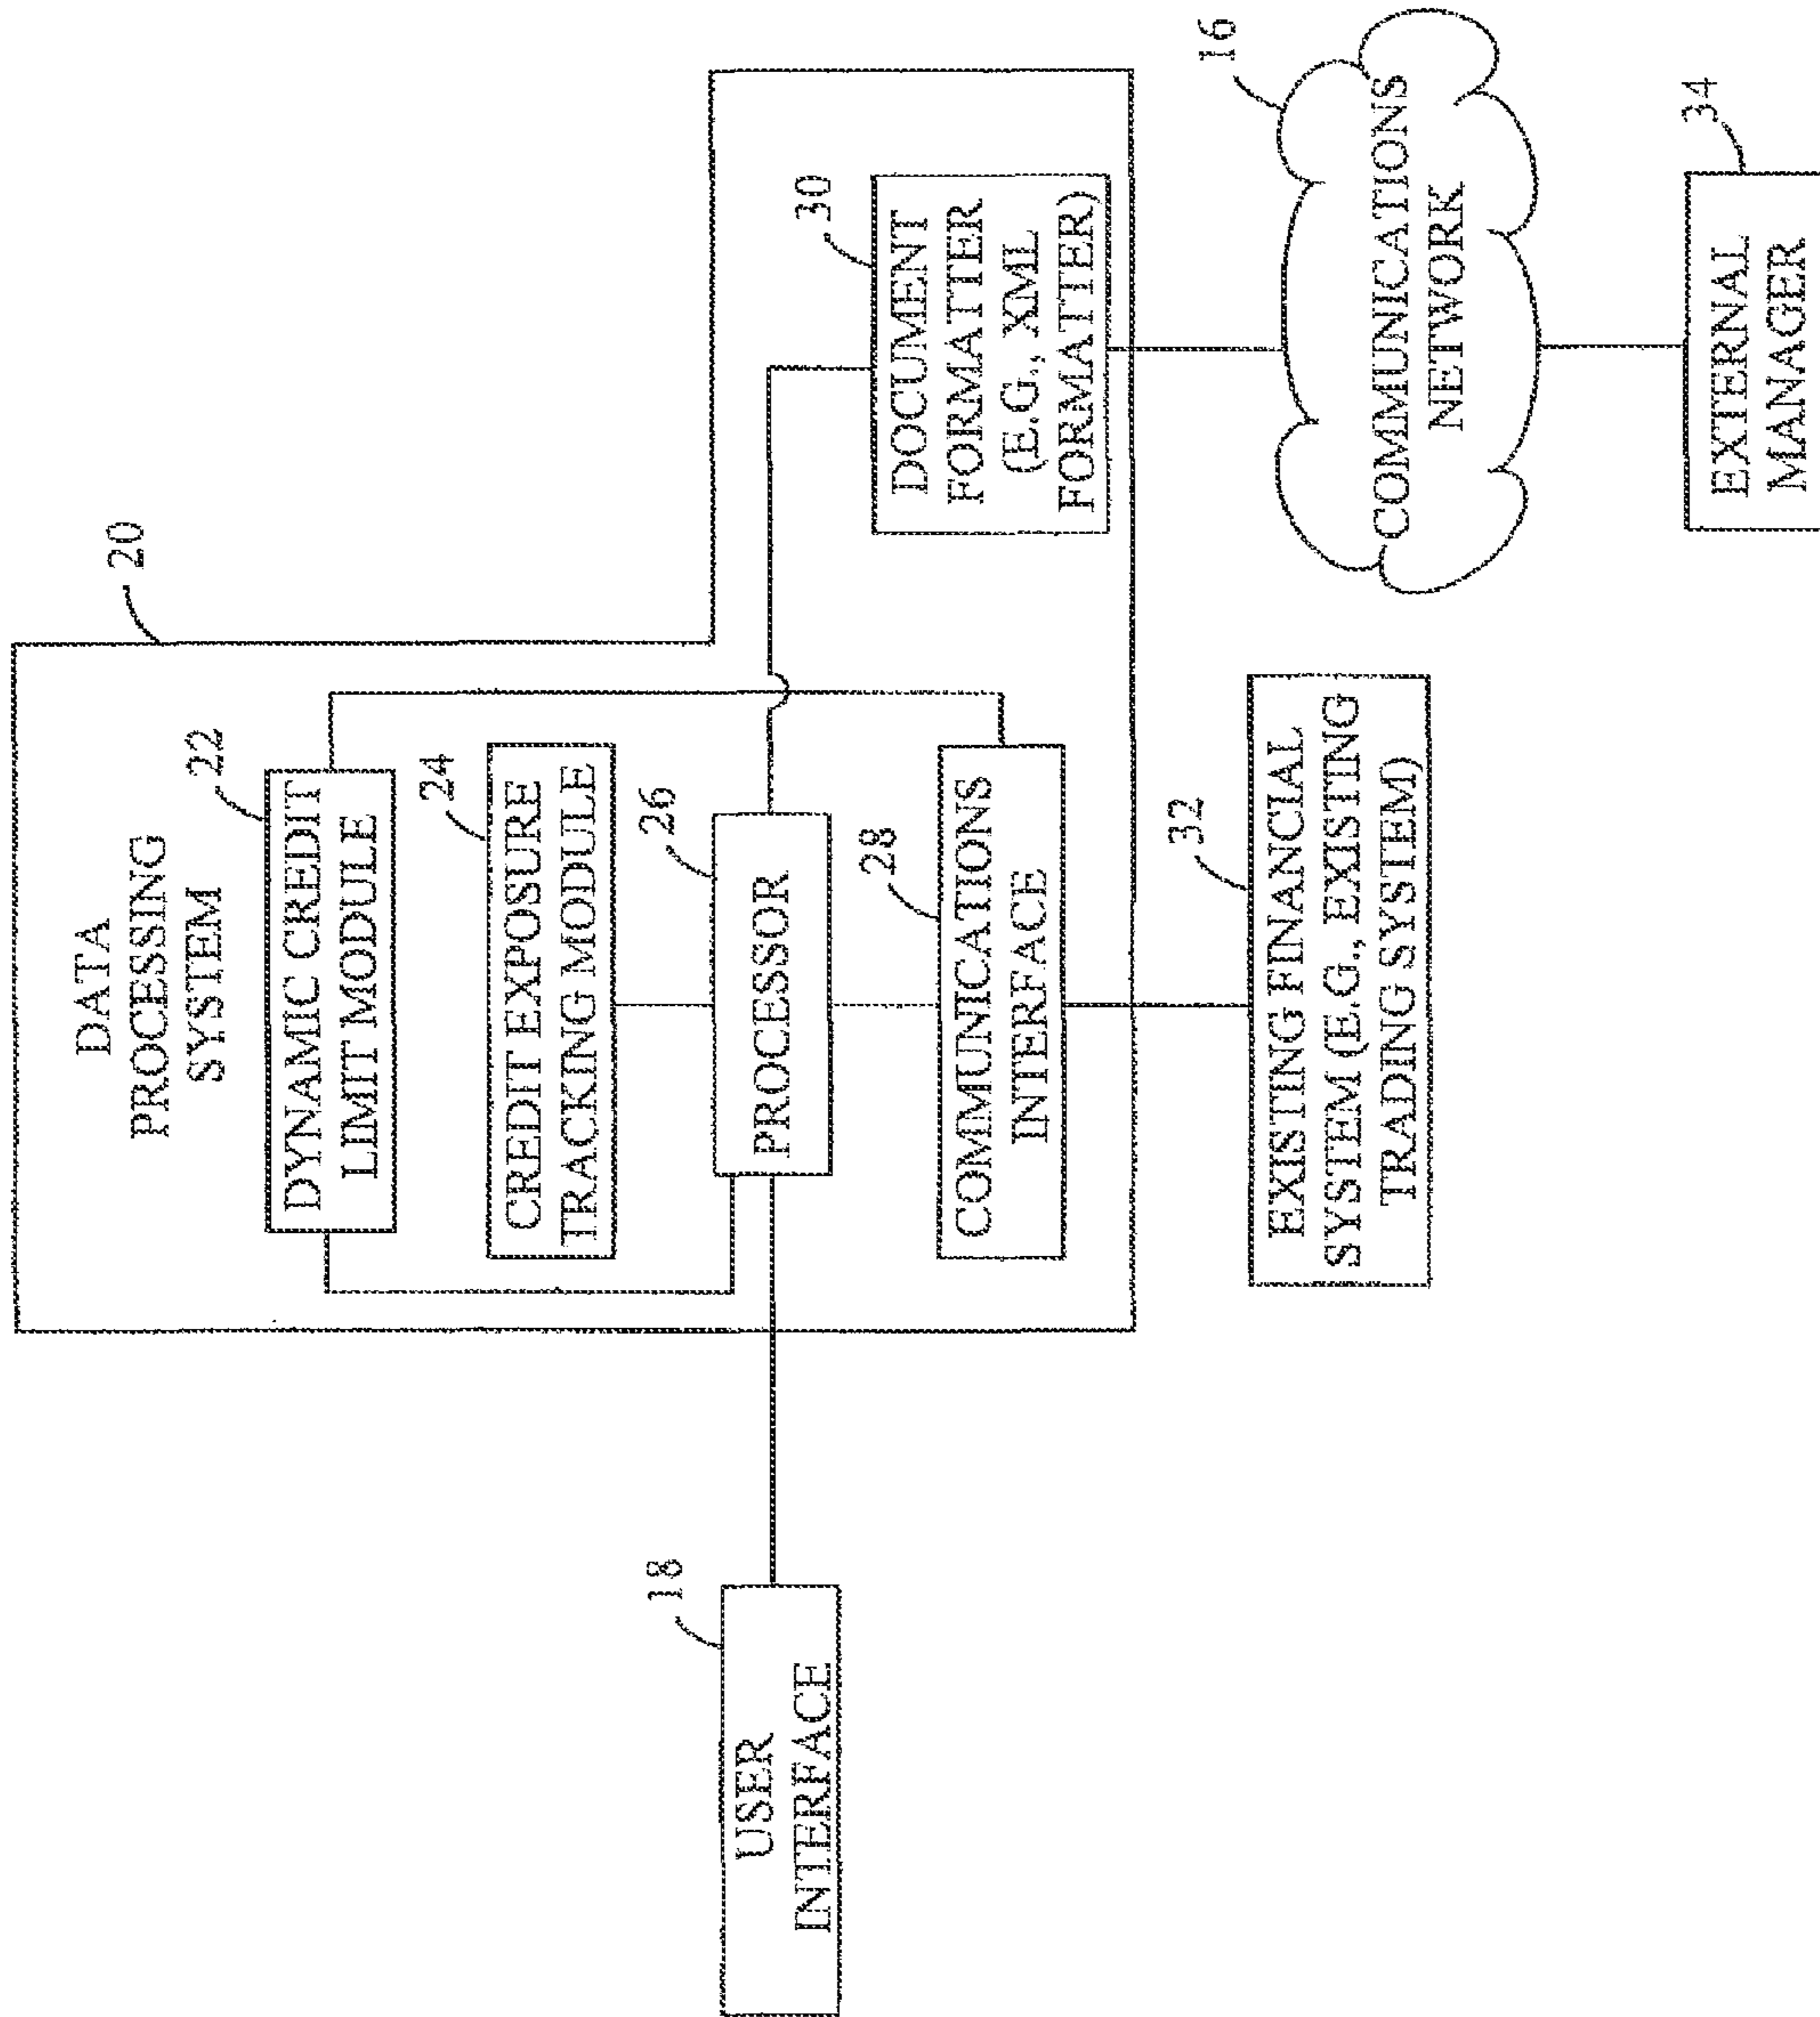 DATA
PROCESSING
SYSTEM
20
22
DYNAMIC CREDIT
LIMIT MODULE
24
CREDIT EXPOSURE
TRACKING MODULE
26
PROCESSOR
18
USER
INTERFACE
28
COMMUNICATIONS
INTERFACE
30
DOCUMENT
FORMATTER
(E.G., XML
FORMATTER)
32
EXISTING FINANCIAL
SYSTEM (E.G., EXISTING
TRADING SYSTEM)
16
COMMUNICATIONS
NETWORK
34
EXTERNAL
MANAGER